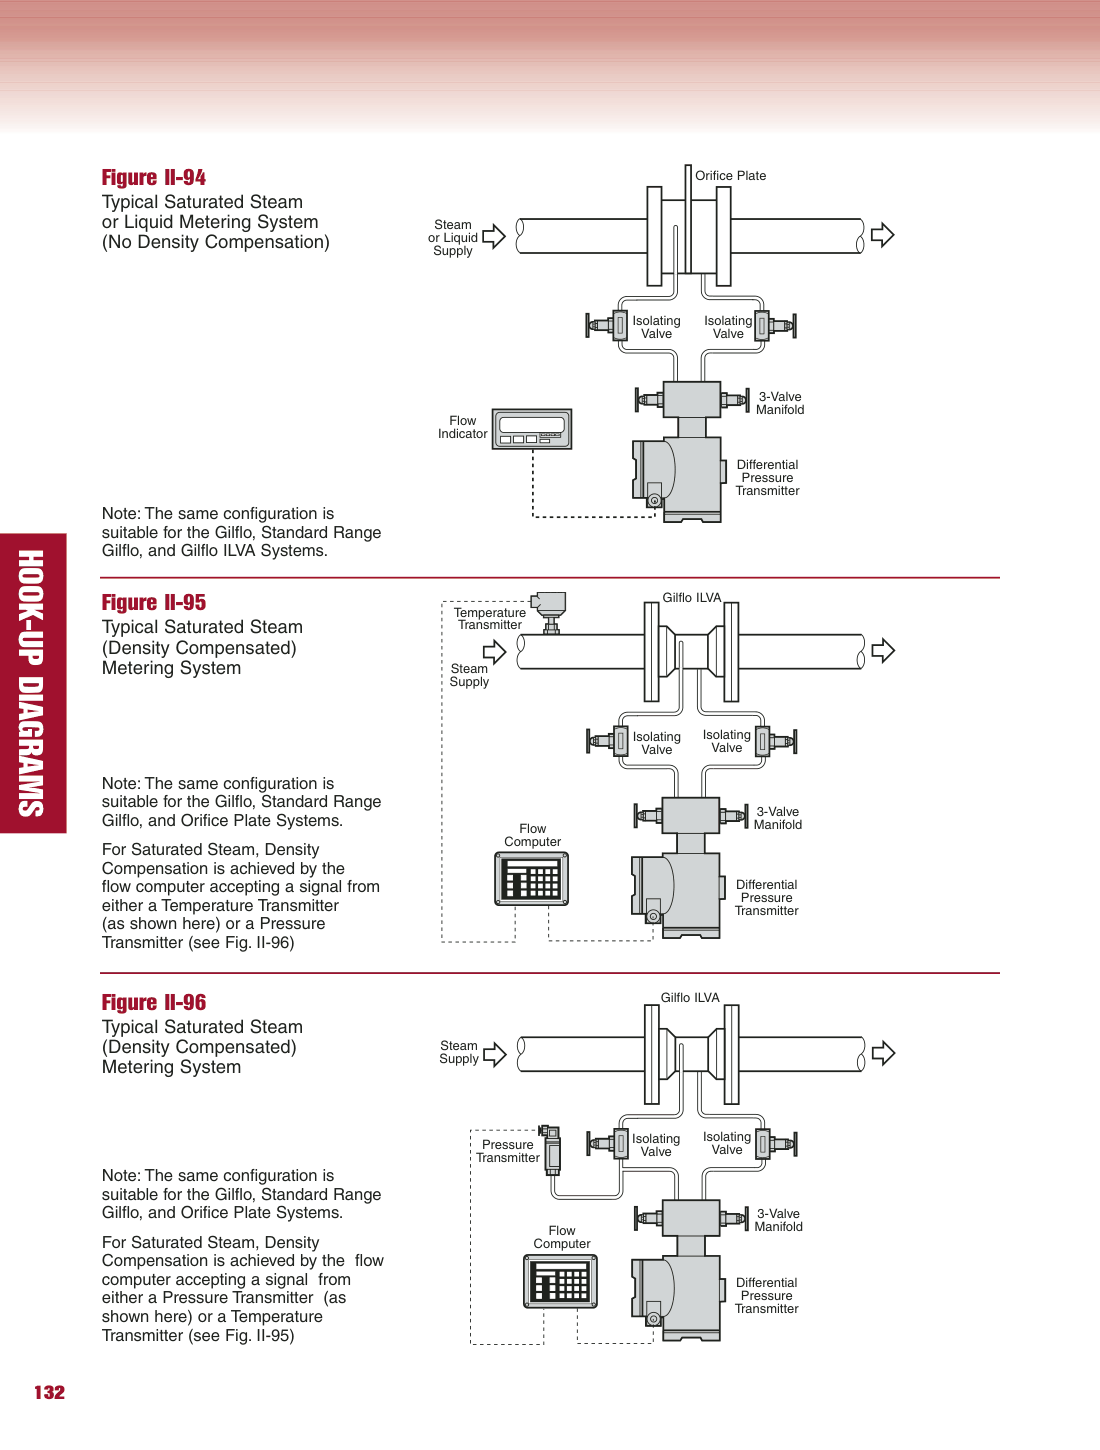 Figure II-94
Typical Saturated Steam
or Liquid Metering System
(No Density Compensation)
Orifice Plate
Steam
or Liquid
Supply
Isolating
Valve
Isolating
Valve
3-Valve
Manifold
Flow
Indicator
Differential
Pressure
Transmitter
Note: The same configuration is
suitable for the Gilflo, Standard Range
Gilflo, and Gilflo ILVA Systems.
HOOK-UP DIAGRAMS
Figure II-95
Typical Saturated Steam
(Density Compensated)
Metering System
Gilflo ILVA
Temperature
Transmitter
Steam
Supply
Isolating
Valve
Isolating
Valve
3-Valve
Manifold
Flow
Computer
Differential
Pressure
Transmitter
Note: The same configuration is
suitable for the Gilflo, Standard Range
Gilflo, and Orifice Plate Systems.
For Saturated Steam, Density
Compensation is achieved by the
flow computer accepting a signal from
either a Temperature Transmitter
(as shown here) or a Pressure
Transmitter (see Fig. II-96)
Figure II-96
Typical Saturated Steam
(Density Compensated)
Metering System
Gilflo ILVA
Steam
Supply
Pressure
Transmitter
Isolating
Valve
Isolating
Valve
3-Valve
Manifold
Flow
Computer
Differential
Pressure
Transmitter
Note: The same configuration is
suitable for the Gilflo, Standard Range
Gilflo, and Orifice Plate Systems.
For Saturated Steam, Density
Compensation is achieved by the  flow
computer accepting a signal  from
either a Pressure Transmitter  (as
shown here) or a Temperature
Transmitter (see Fig. II-95)
132